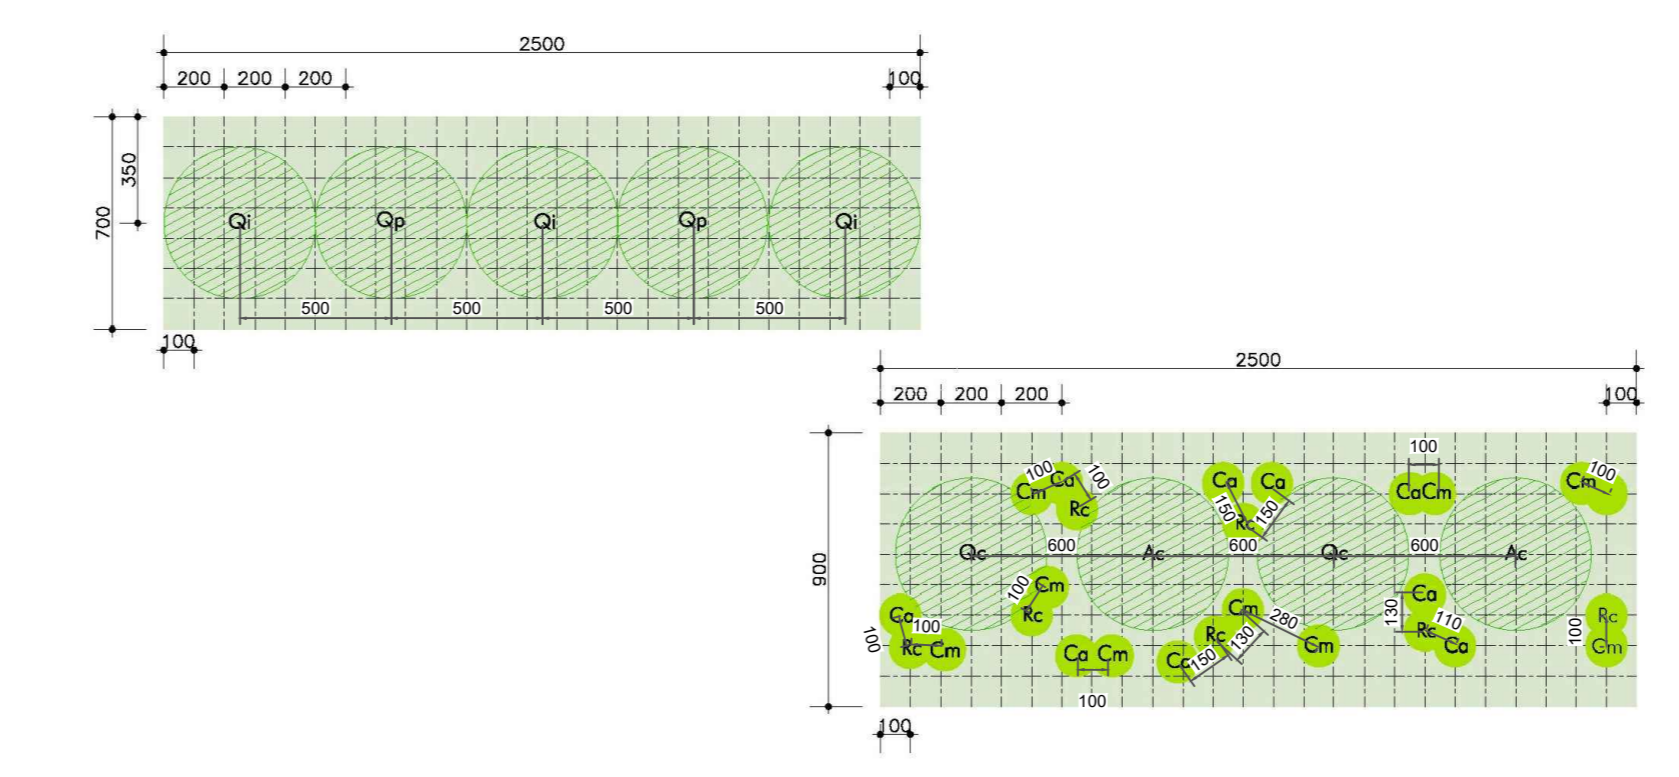 2500
200 200 200 100
350
700
Qi Qp Qi Qp Qi
500 500 500 500
100
2500
200 200 200 100
900
100
Cm 100 Ca 100 Rc
Ca Ca 150 Rc 150
Ca Cm
Cm 100
Qc 600 Ac 600 Qc 600 Ac
100 Cm Rc
Ca 100 100 Rc Cm
Ca Cm 100
Cm 280 Cm
Rc 130 150
Ca 130 Rc 110 Ca
Rc 100 Cm
100